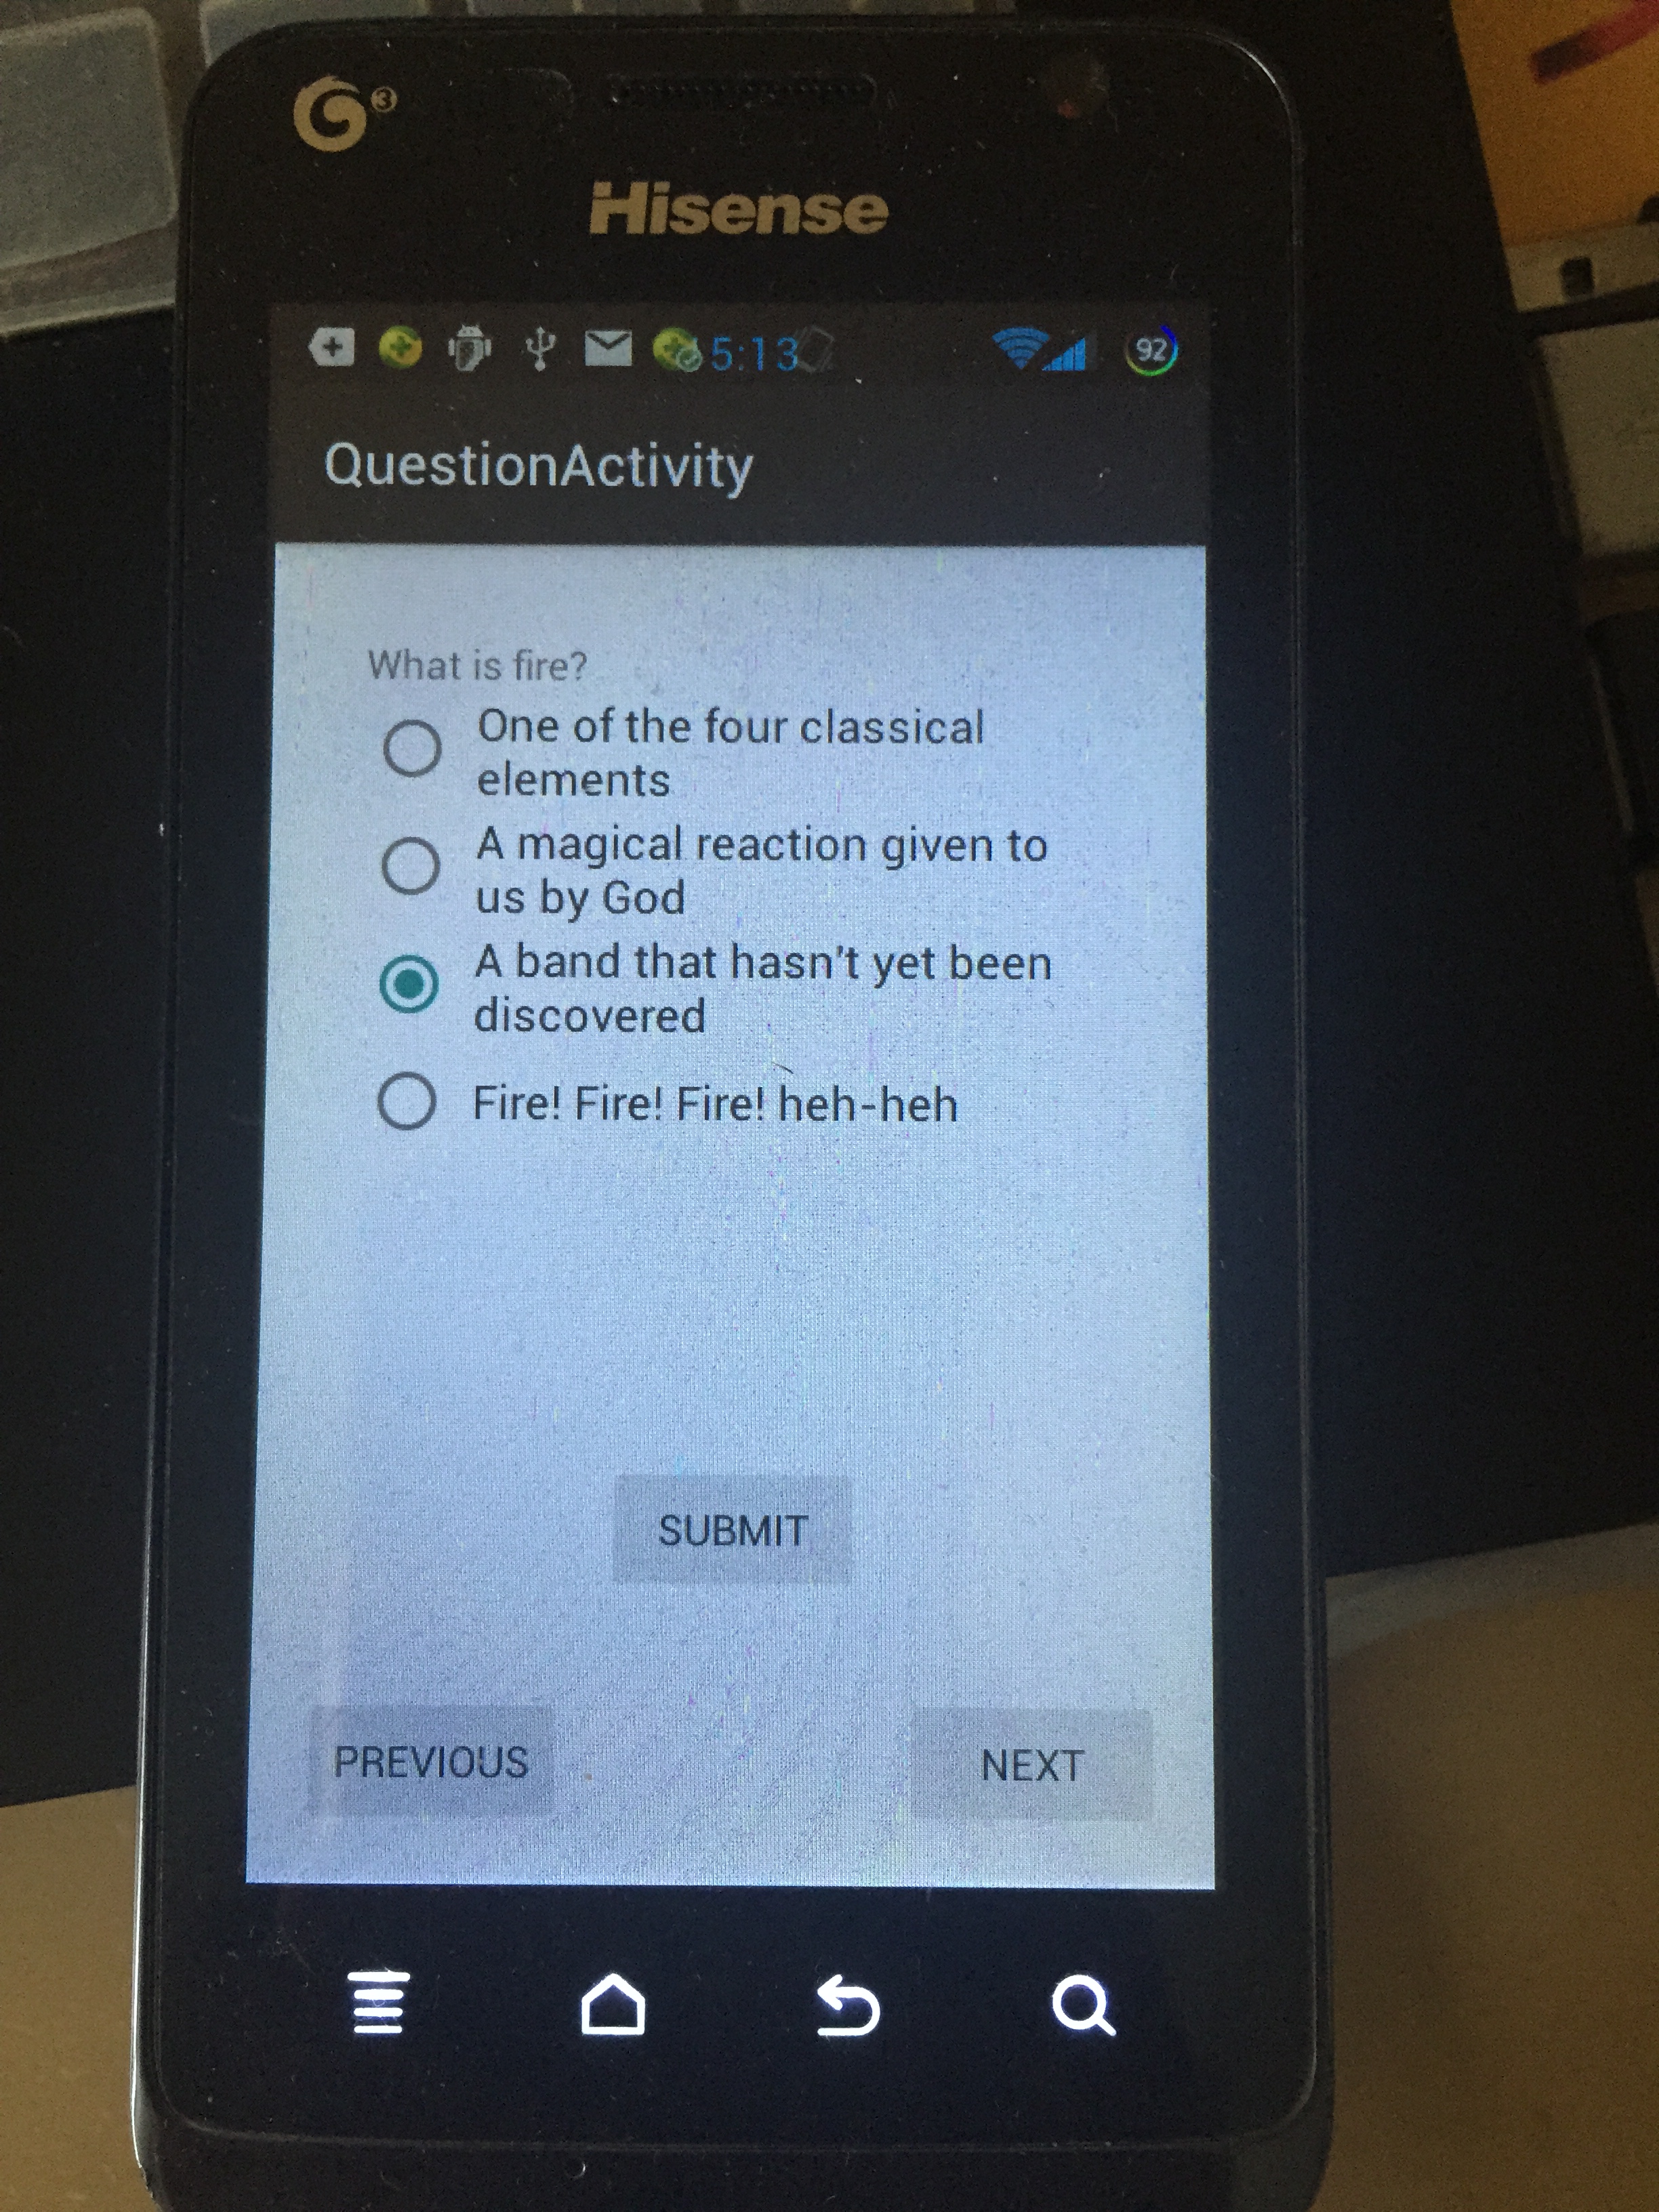 G3
Hisense
5:13
92
QuestionActivity
What is fire?
One of the four classical
elements
A magical reaction given to
us by God
A band that hasn't yet been
discovered
Fire! Fire! Fire! heh-heh
SUBMIT
PREVIOUS
NEXT